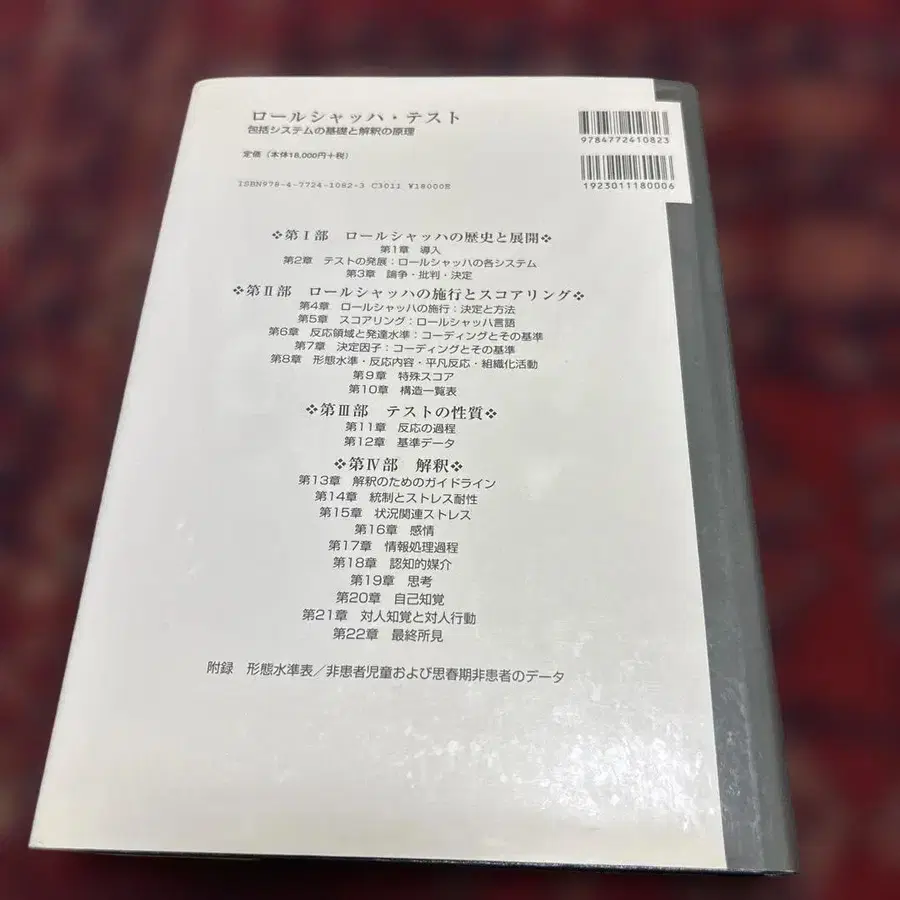 ロールシャッハ・テスト
包括システムの基礎と解釈の原理
定価（本体18,000円＋税）
ISBN978-4-7724-1082-3 C3011 ¥18000E
9784772410823
1923011180006
❖第Ⅰ部 ロールシャッハの歴史と展開❖
第1章 導入
第2章 テストの発展：ロールシャッハの各システム
第3章 論争・批判・決定
❖第Ⅱ部 ロールシャッハの施行とスコアリング❖
第4章 ロールシャッハの施行：決定と方法
第5章 スコアリング：ロールシャッハ言語
第6章 反応領域と発達水準：コーディングとその基準
第7章 決定因子：コーディングとその基準
第8章 形態水準・反応内容・平凡反応・組織化活動
第9章 特殊スコア
第10章 構造一覧表
❖第Ⅲ部 テストの性質❖
第11章 反応の過程
第12章 基準データ
❖第Ⅳ部 解釈❖
第13章 解釈のためのガイドライン
第14章 統制とストレス耐性
第15章 状況関連ストレス
第16章 感情
第17章 情報処理過程
第18章 認知的媒介
第19章 思考
第20章 自己知覚
第21章 対人知覚と対人行動
第22章 最終所見
附録 形態水準表／非患者児童および思春期非患者のデータ